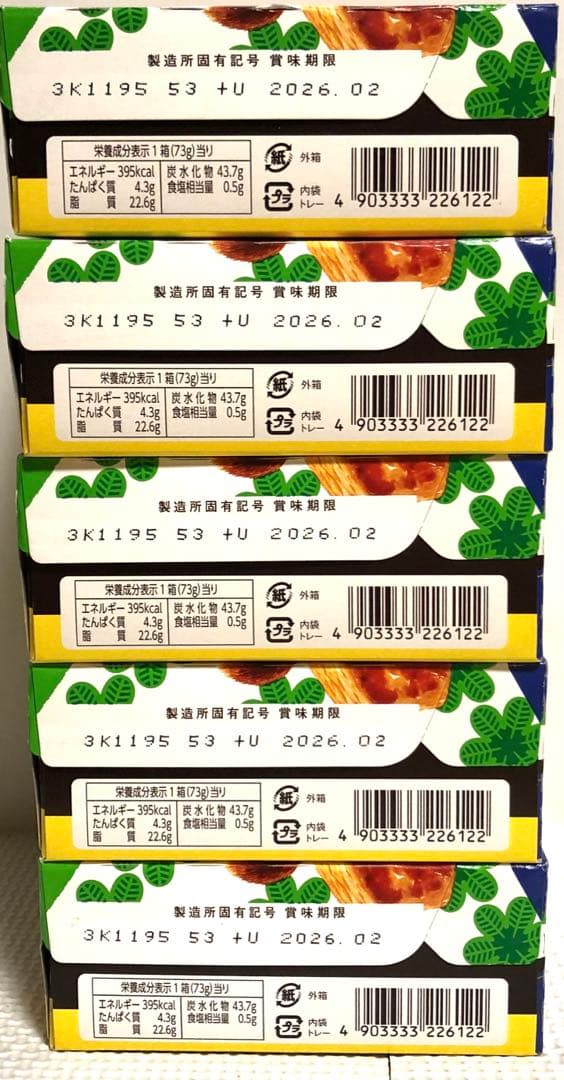 製造所固有記号 賞味期限
3K1195 53 +U 2026.02
栄養成分表示1箱(73g)当り
エネルギー 395kcal 炭水化物 43.7g
たんぱく質 4.3g 食塩相当量 0.5g
脂質 22.6g
紙 外箱
プラ 内袋
トレー
4 903333 226122
製造所固有記号 賞味期限
3K1195 53 +U 2026.02
栄養成分表示1箱(73g)当り
エネルギー 395kcal 炭水化物 43.7g
たんぱく質 4.3g 食塩相当量 0.5g
脂質 22.6g
紙 外箱
プラ 内袋
トレー
4 903333 226122
製造所固有記号 賞味期限
3K1195 53 +U 2026.02
栄養成分表示1箱(73g)当り
エネルギー 395kcal 炭水化物 43.7g
たんぱく質 4.3g 食塩相当量 0.5g
脂質 22.6g
紙 外箱
プラ 内袋
トレー
4 903333 226122
製造所固有記号 賞味期限
3K1195 53 +U 2026.02
栄養成分表示1箱(73g)当り
エネルギー 395kcal 炭水化物 43.7g
たんぱく質 4.3g 食塩相当量 0.5g
脂質 22.6g
紙 外箱
プラ 内袋
トレー
4 903333 226122
製造所固有記号 賞味期限
3K1195 53 +U 2026.02
栄養成分表示1箱(73g)当り
エネルギー 395kcal 炭水化物 43.7g
たんぱく質 4.3g 食塩相当量 0.5g
脂質 22.6g
紙 外箱
プラ 内袋
トレー
4 903333 226122